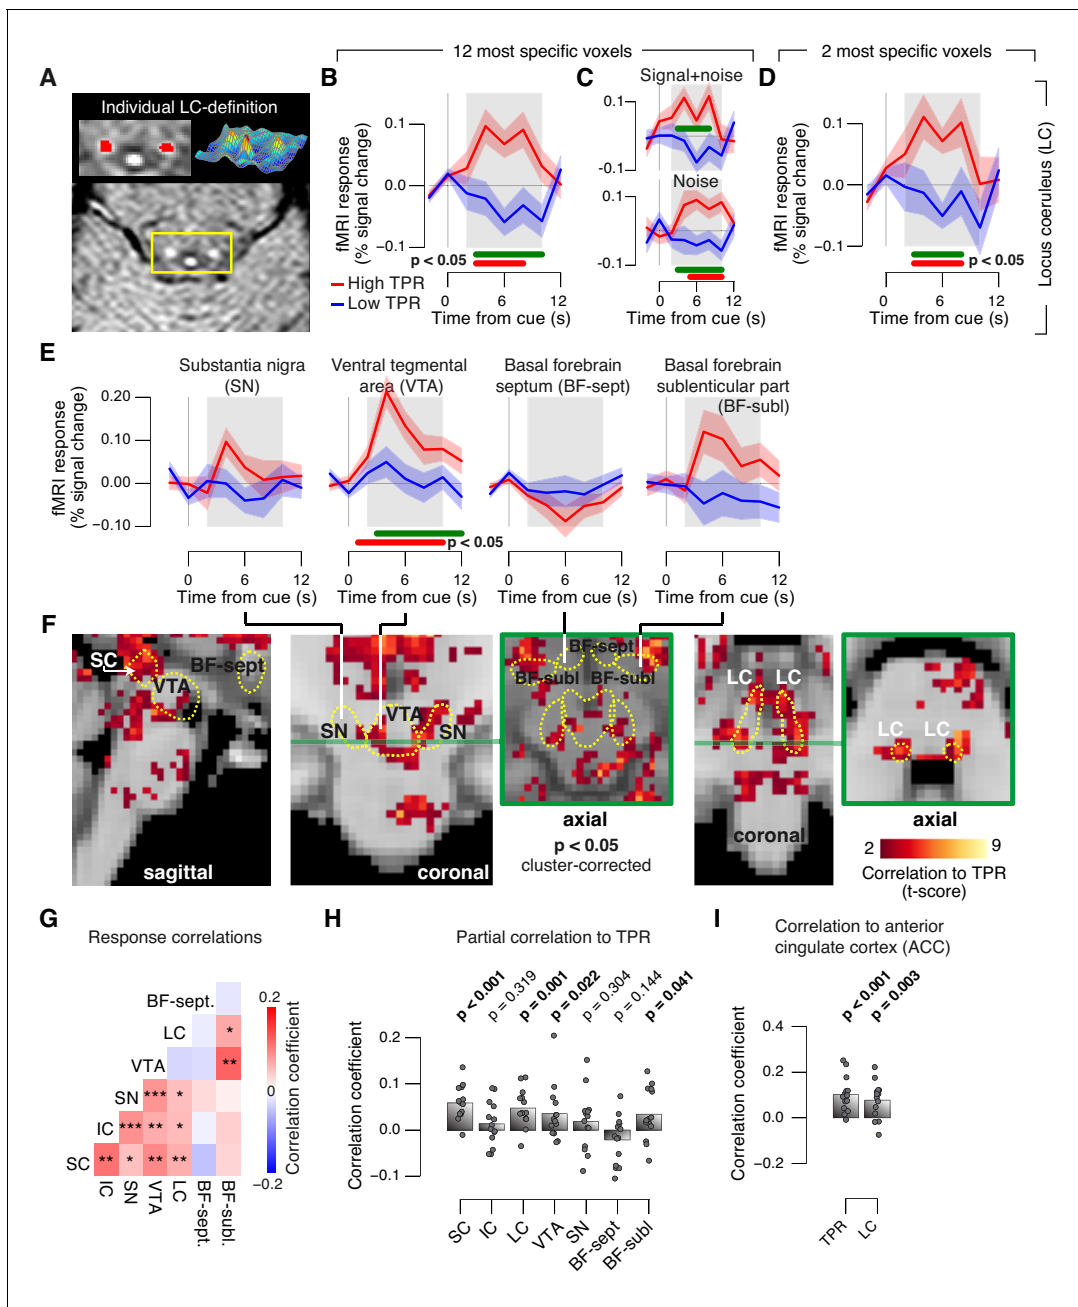 12 most specific voxels
2 most specific voxels
A
Individual LC-definition
B
fMRI response
(% signal change)
0.1
0.0
−0.1
p < 0.05
High TPR
Low TPR
0
12
Time from cue (s)
C
Signal+noise
0.1
-0.1
Noise
0.1
-0.1
0
6
12
Time from cue (s)
D
fMRI response
(% signal change)
0.1
0.0
−0.1
p < 0.05
0
6
12
Time from cue (s)
Locus coeruleus (LC)
E
fMRI response
(% signal change)
0.20
0.10
0.00
−0.10
Substantia nigra
(SN)
0
6
12
Time from cue (s)
Ventral tegmental
area (VTA)
p < 0.05
0
6
12
Time from cue (s)
Basal forebrain
septum (BF-sept)
0
6
12
Time from cue (s)
Basal forebrain
sublenticular part
(BF-subl)
0
6
12
Time from cue (s)
F
SC
VTA
BF-sept
sagittal
SN
VTA
SN
coronal
BF-sept
BF-subl
BF-subl
axial
p < 0.05
cluster-corrected
LC
LC
coronal
LC
LC
axial
2
9
Correlation to TPR
(t-score)
G
Response correlations
BF-sept.
LC
*
VTA
**
SN
***
*
IC
***
**
*
SC
**
*
**
**
IC
SN
VTA
LC
BF-sept.
BF-subl.
0.2
0
−0.2
Correlation coefficient
H
Partial correlation to TPR
p < 0.001
p = 0.319
p = 0.001
p = 0.022
p = 0.304
p = 0.144
p = 0.041
Correlation coefficient
0.2
0.1
0.0
−0.1
SC
IC
LC
VTA
SN
BF-sept
BF-subl
I
Correlation to anterior
cingulate cortex (ACC)
p < 0.001
p = 0.003
Correlation coefficient
0.4
0.2
0.0
−0.2
TPR
LC